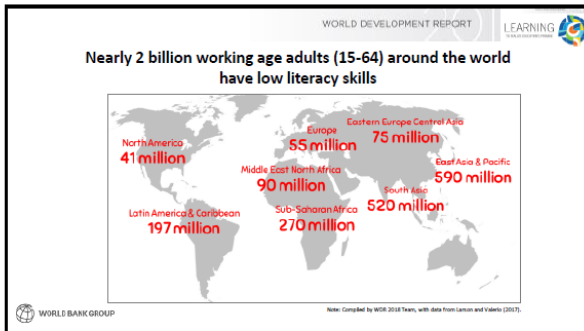 WORLD DEVELOPMENT REPORT
LEARNING
Nearly 2 billion working age adults (15-64) around the world
have low literacy skills
North America
41 million
Europe
55 million
Eastern Europe Central Asia
75 million
Middle East North Africa
90 million
East Asia & Pacific
590 million
South Asia
520 million
Latin America & Caribbean
197 million
Sub-Saharan Africa
270 million
WORLD BANK GROUP
Note: Compiled by WDR 2018 Team, with data from Lamon and Valerio (2017).